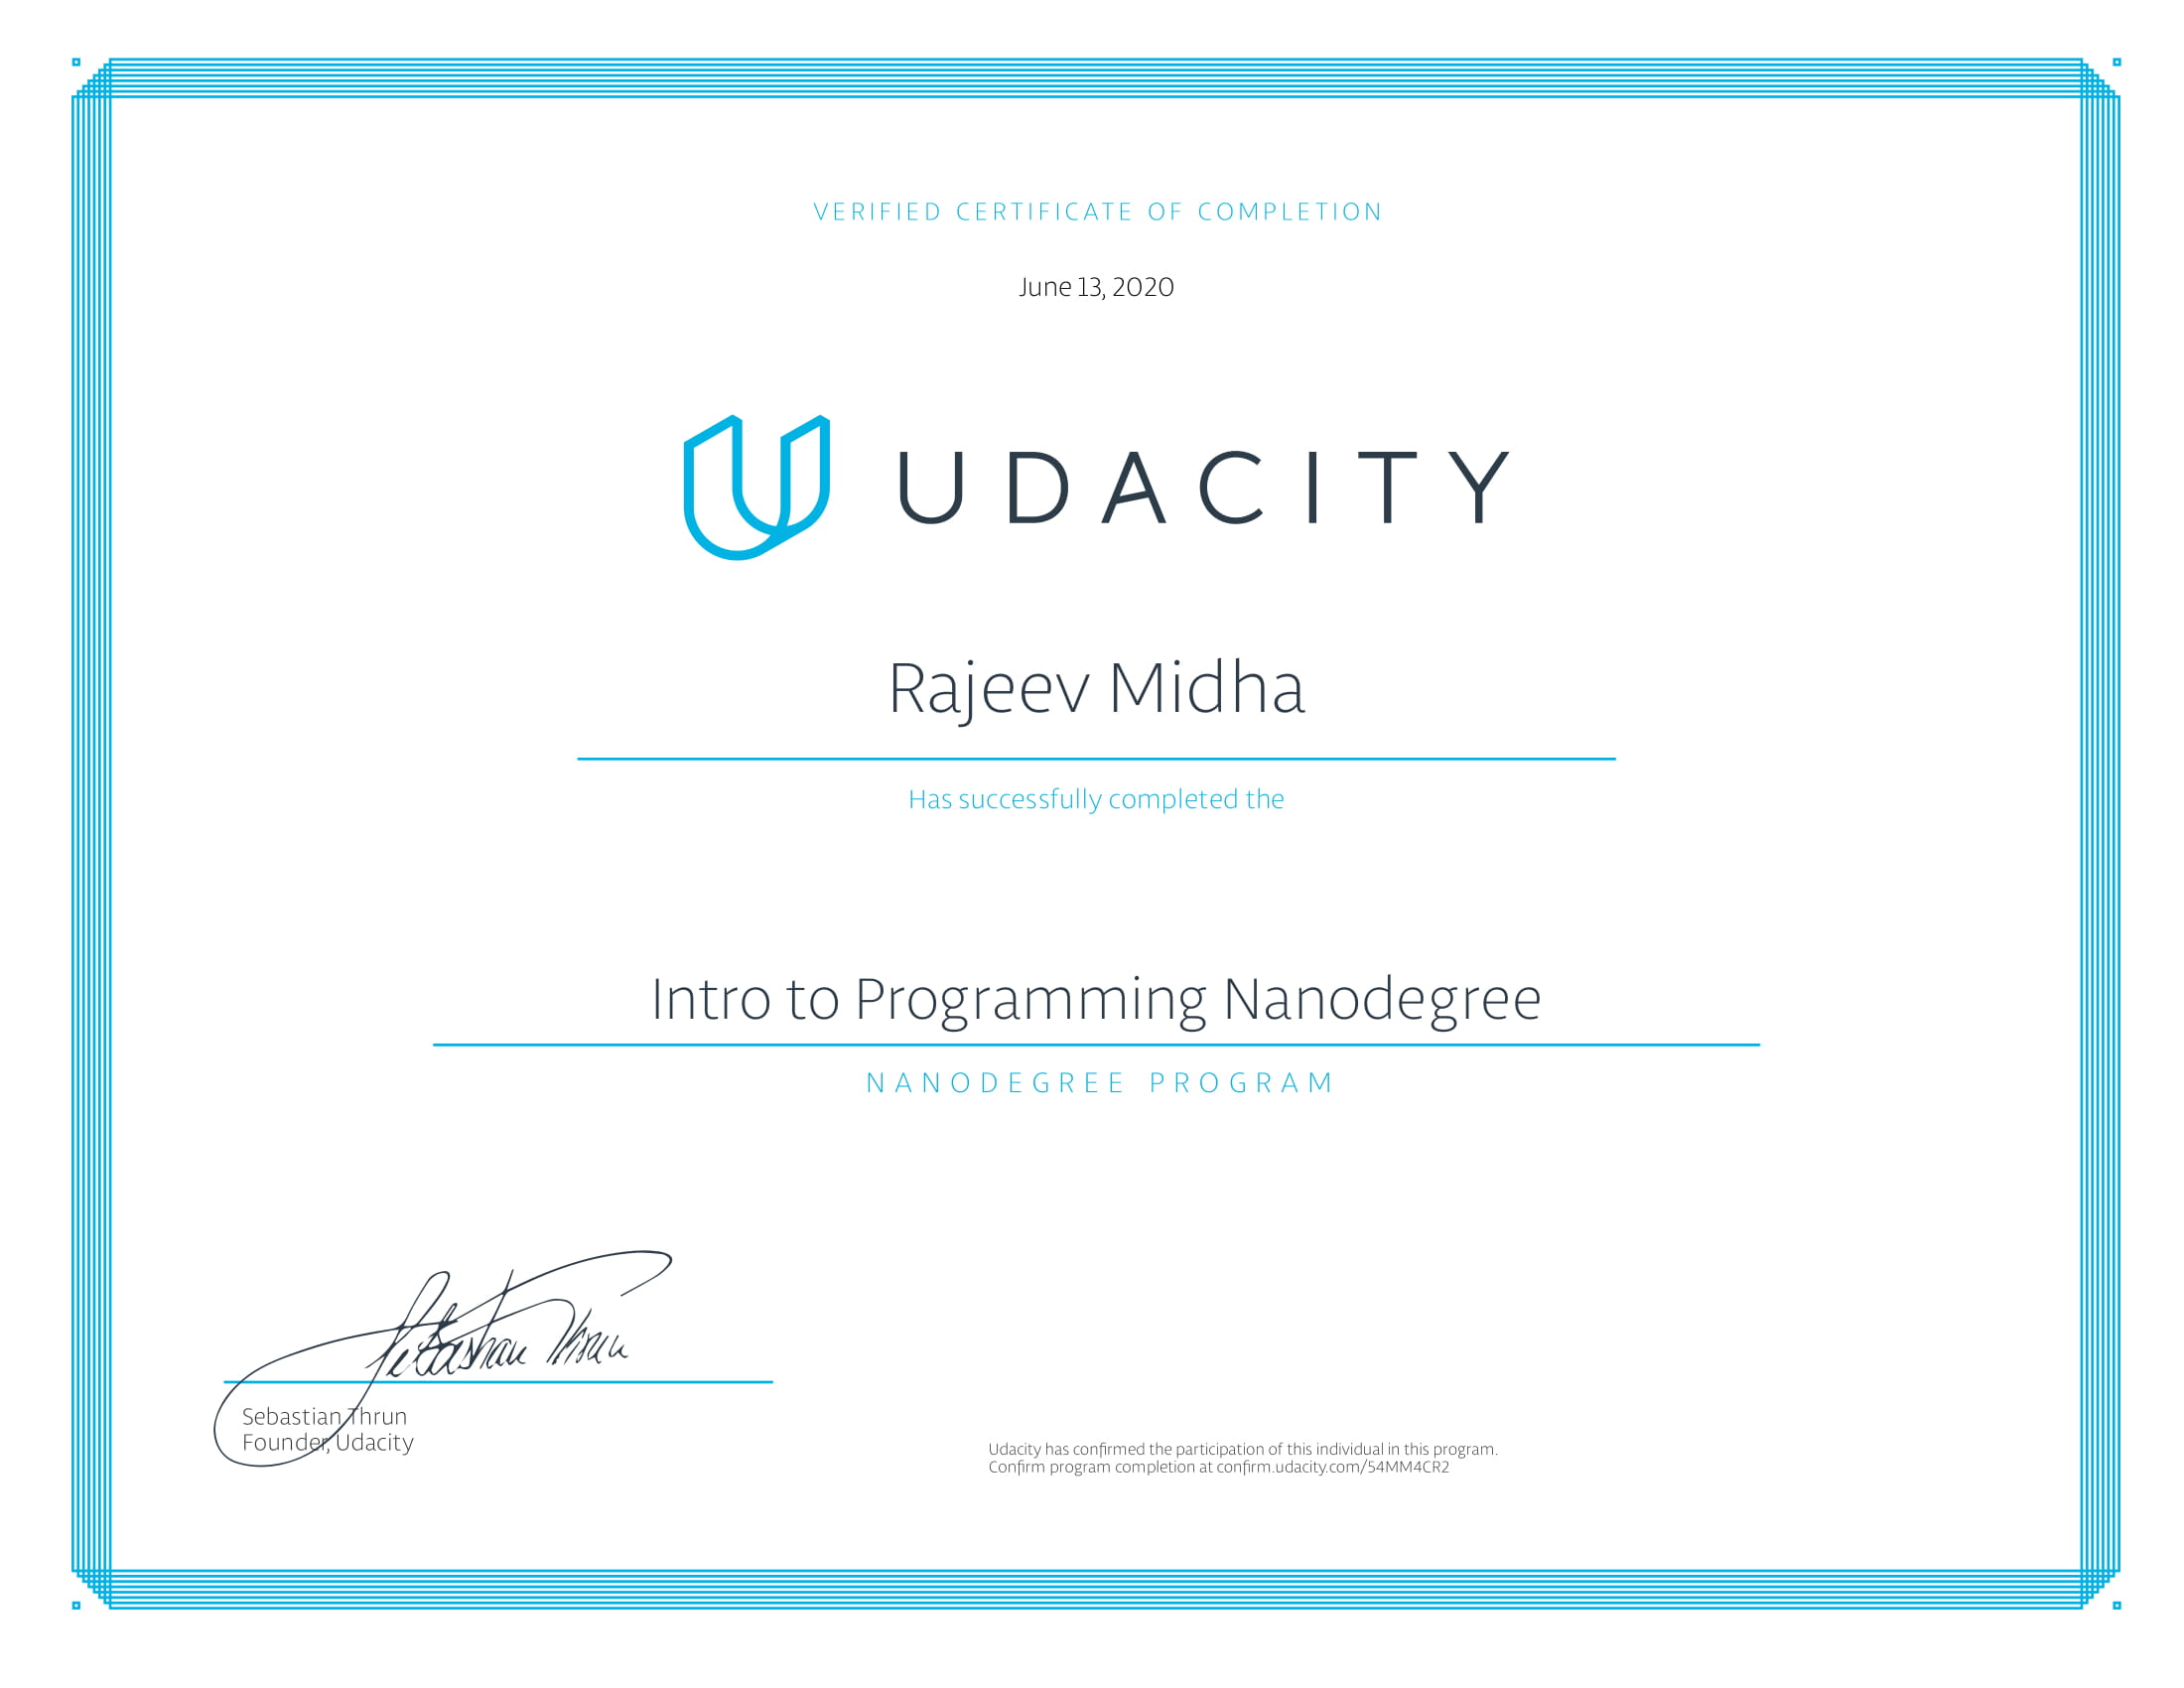 VERIFIED CERTIFICATE OF COMPLETION
June 13, 2020
UDACITY
Rajeev Midha
Has successfully completed the
Intro to Programming Nanodegree
NANODEGREE PROGRAM
Sebastian Thrun
Sebastian Thrun
Founder, Udacity
Udacity has confirmed the participation of this individual in this program.
Confirm program completion at confirm.udacity.com/54MM4CR2